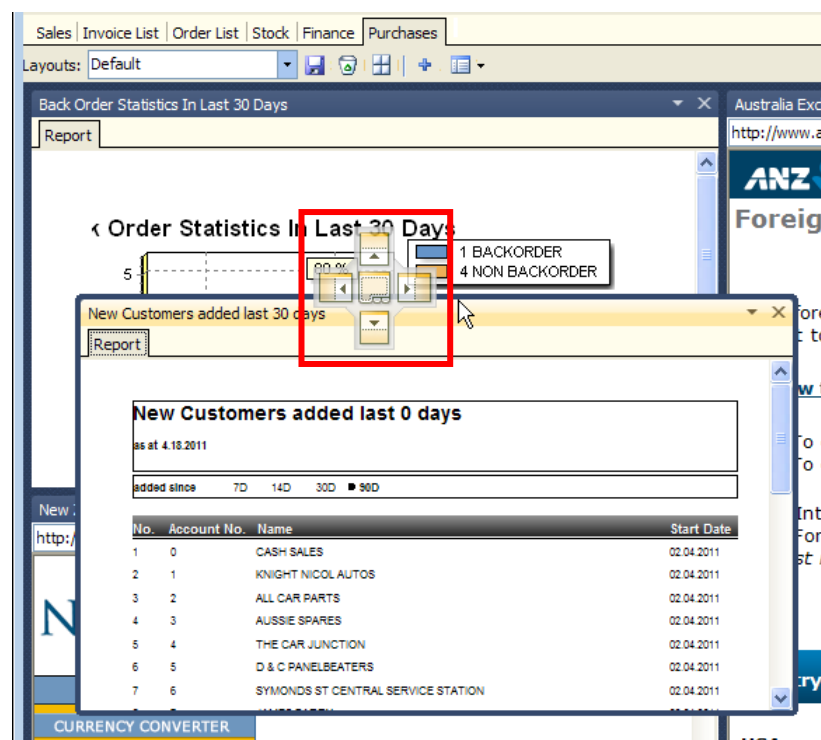 Sales Invoice List Order List Stock Finance Purchases
Layouts: Default
Back Order Statistics In Last 30 Days
Australia Exc
Report
http://www.a
ANZ
Foreig
k Order Statistics In Last 30 Days
1 BACKORDER
80 %
4 NON BACKORDER
5
New Customers added last 30 days
Report
New Customers added last 0 days
as at 4.18.2011
To
To
added since 7D 14D 30D 90D
New
http:/
No. Account No. Name Start Date
1 0 CASH SALES 02.04.2011
2 1 KNIGHT NICOL AUTOS 02.04.2011
3 2 ALL CAR PARTS 02.04.2011
4 3 AUSSIE SPARES 02.04.2011
5 4 THE CAR JUNCTION 02.04.2011
6 5 D & C PANELBEATERS 02.04.2011
7 6 SYMONDS ST CENTRAL SERVICE STATION 02.04.2011
N
CURRENCY CONVERTER